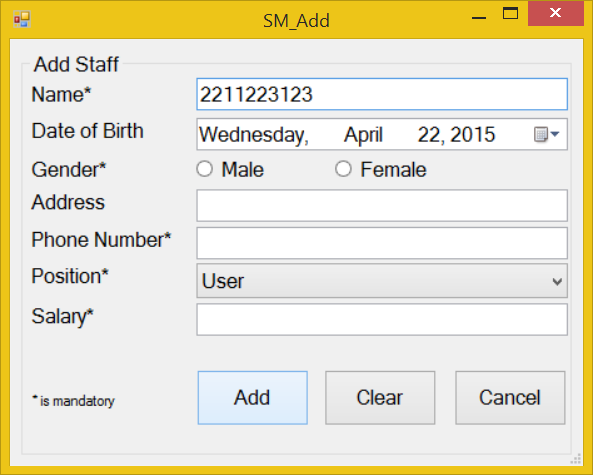 SM_Add
Add Staff
Name* 2211223123
Date of Birth Wednesday, April 22, 2015
Gender* Male Female
Address
Phone Number*
Position* User
Salary*
* is mandatory Add Clear Cancel